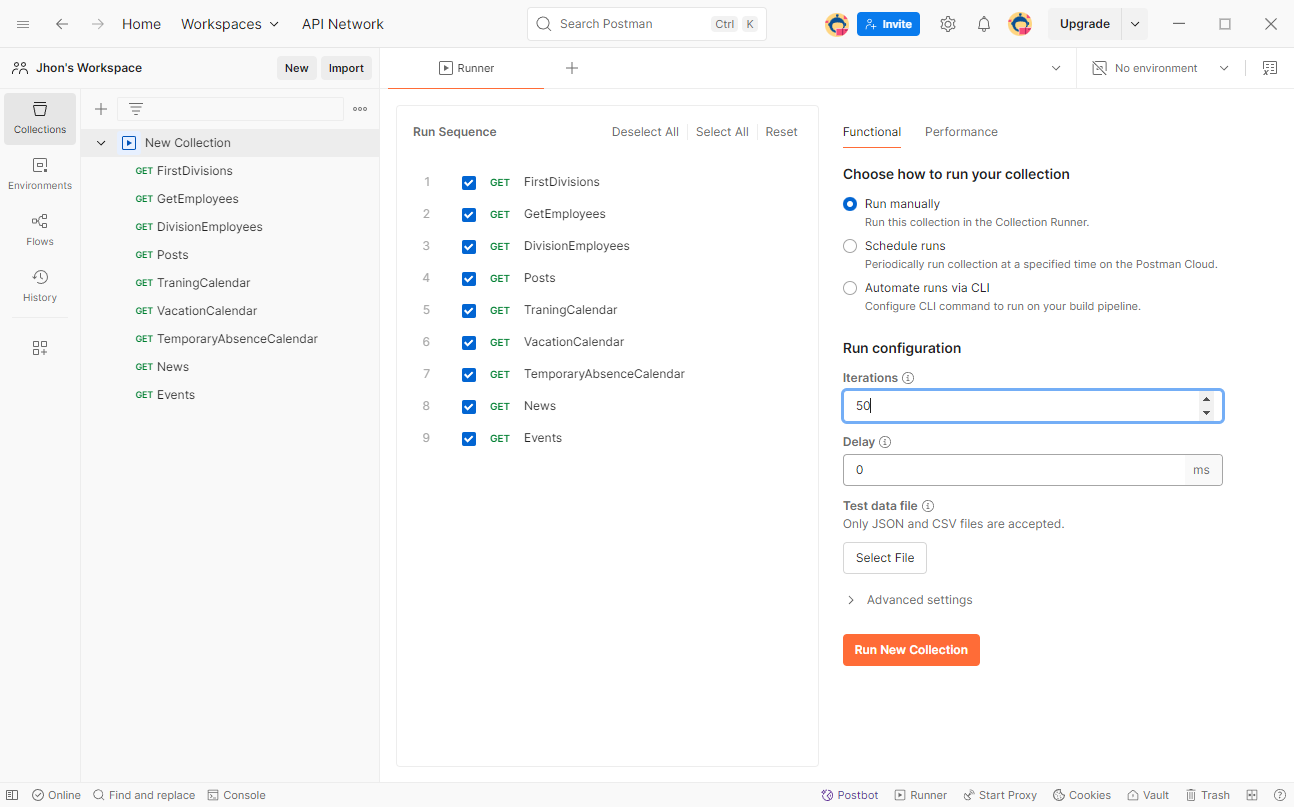 Home Workspaces API Network Search Postman Ctrl K Invite Upgrade
Jhon's Workspace New Import Runner No environment
Collections
Environments
Flows
History
New Collection
GET FirstDivisions
GET GetEmployees
GET DivisionEmployees
GET Posts
GET TraningCalendar
GET VacationCalendar
GET TemporaryAbsenceCalendar
GET News
GET Events
Run Sequence Deselect All Select All Reset
1 GET FirstDivisions
2 GET GetEmployees
3 GET DivisionEmployees
4 GET Posts
5 GET TraningCalendar
6 GET VacationCalendar
7 GET TemporaryAbsenceCalendar
8 GET News
9 GET Events
Functional Performance
Choose how to run your collection
Run manually
Run this collection in the Collection Runner.
Schedule runs
Periodically run collection at a specified time on the Postman Cloud.
Automate runs via CLI
Configure CLI command to run on your build pipeline.
Run configuration
Iterations
50
Delay
0 ms
Test data file
Only JSON and CSV files are accepted.
Select File
Advanced settings
Run New Collection
Online Find and replace Console Postbot Runner Start Proxy Cookies Vault Trash